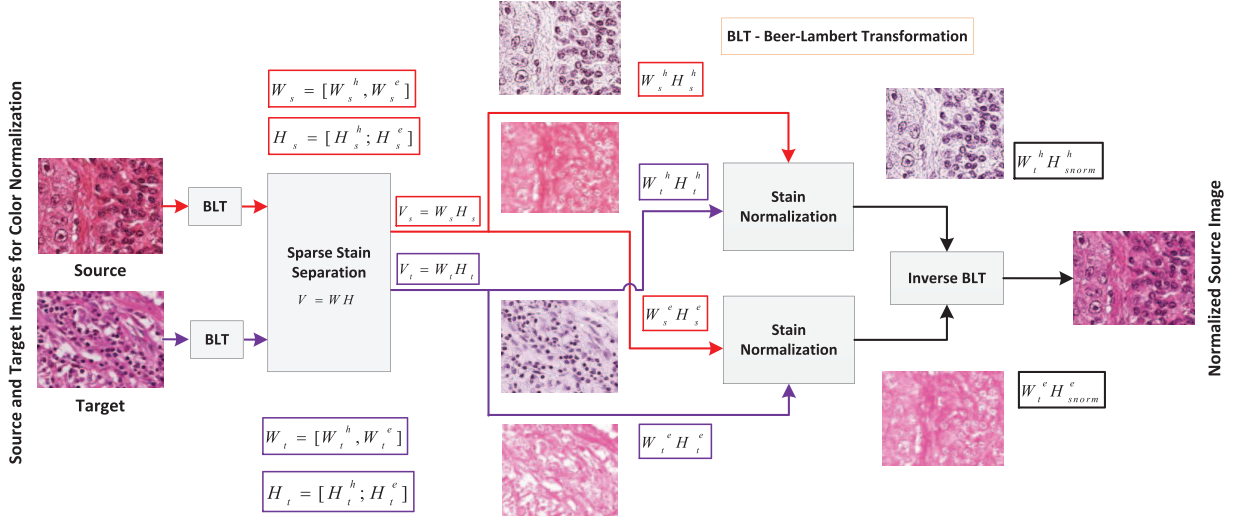 Source and Target Images for Color Normalization
BLT - Beer-Lambert Transformation
W_s = [W_s^h, W_s^e]
H_s = [H_s^h; H_s^e]
W_s^h H_s^h
Source
BLT
Target
BLT
Sparse Stain
Separation
V = WH
V_s = W_s H_s
V_t = W_t H_t
W_t^h H_t^h
W_s^e H_s^e
W_t^e H_t^e
Stain
Normalization
Stain
Normalization
W_t^h H_snorm^h
Inverse BLT
W_t^e H_snorm^e
W_t = [W_t^h, W_t^e]
H_t = [H_t^h; H_t^e]
Normalized Source Image